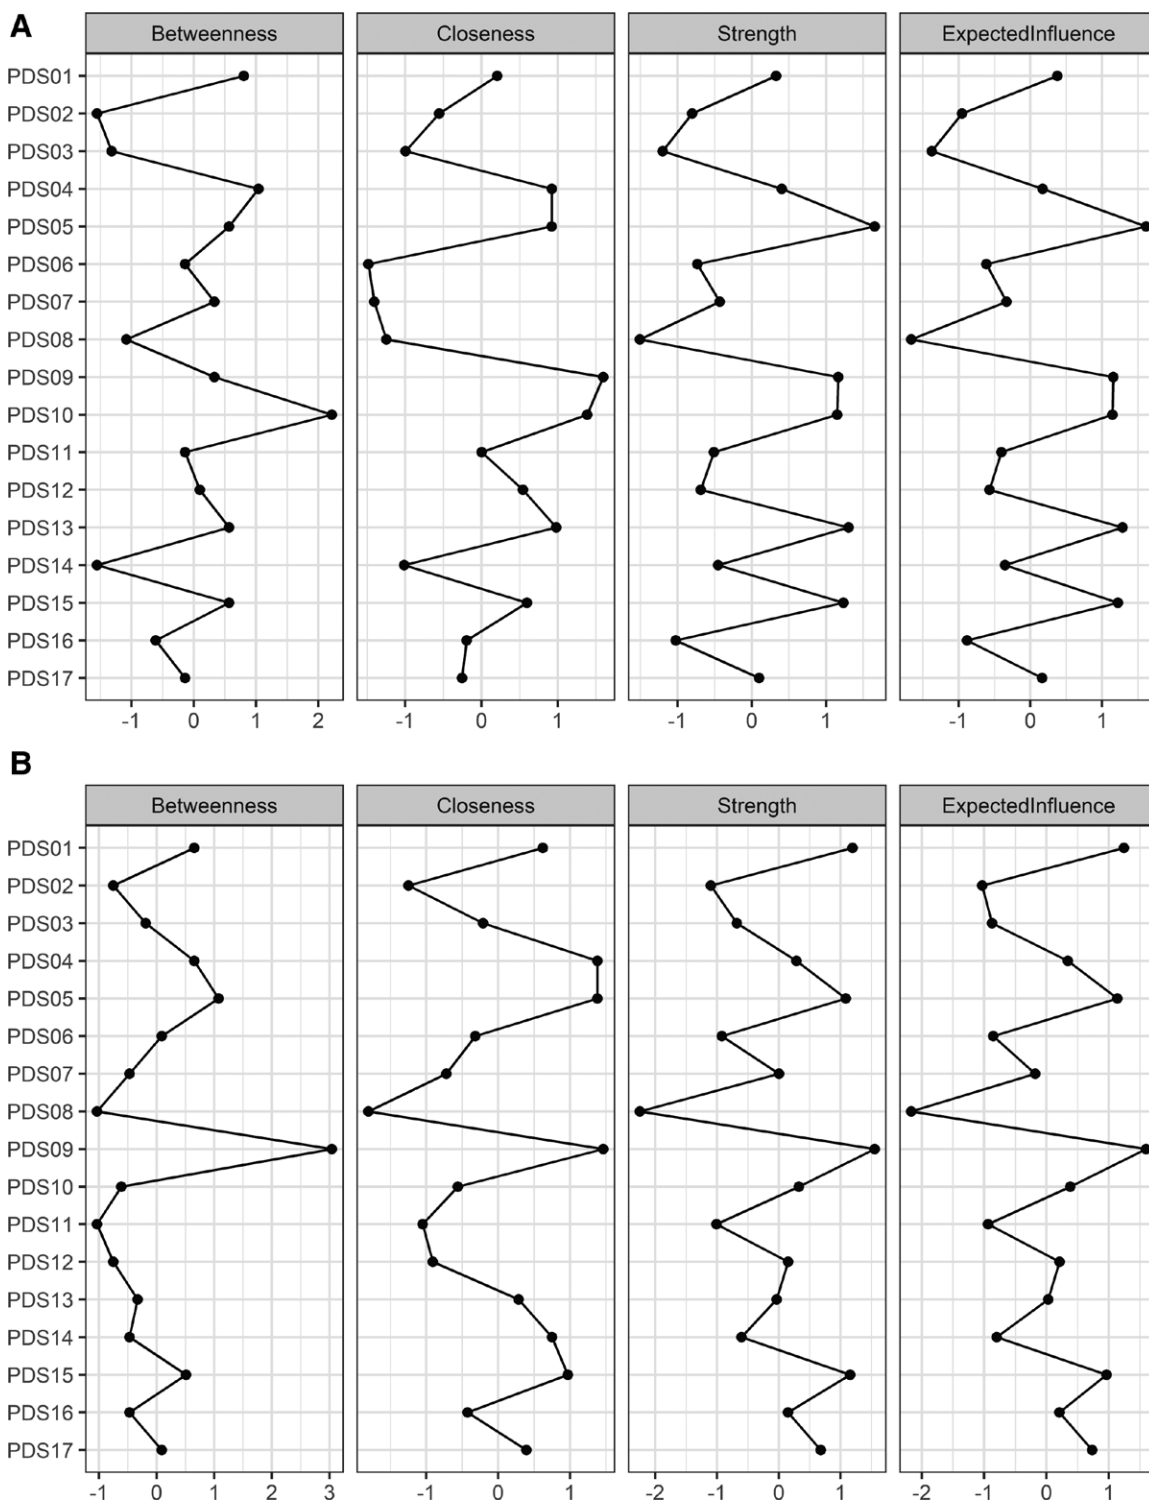 A
Betweenness Closeness Strength ExpectedInfluence
PDS01
PDS02
PDS03
PDS04
PDS05
PDS06
PDS07
PDS08
PDS09
PDS10
PDS11
PDS12
PDS13
PDS14
PDS15
PDS16
PDS17
-1 0 1 2 -1 0 1 -1 0 1 -1 0 1
B
Betweenness Closeness Strength ExpectedInfluence
PDS01
PDS02
PDS03
PDS04
PDS05
PDS06
PDS07
PDS08
PDS09
PDS10
PDS11
PDS12
PDS13
PDS14
PDS15
PDS16
PDS17
-1 0 1 2 3 -1 0 1 -2 -1 0 1 -2 -1 0 1